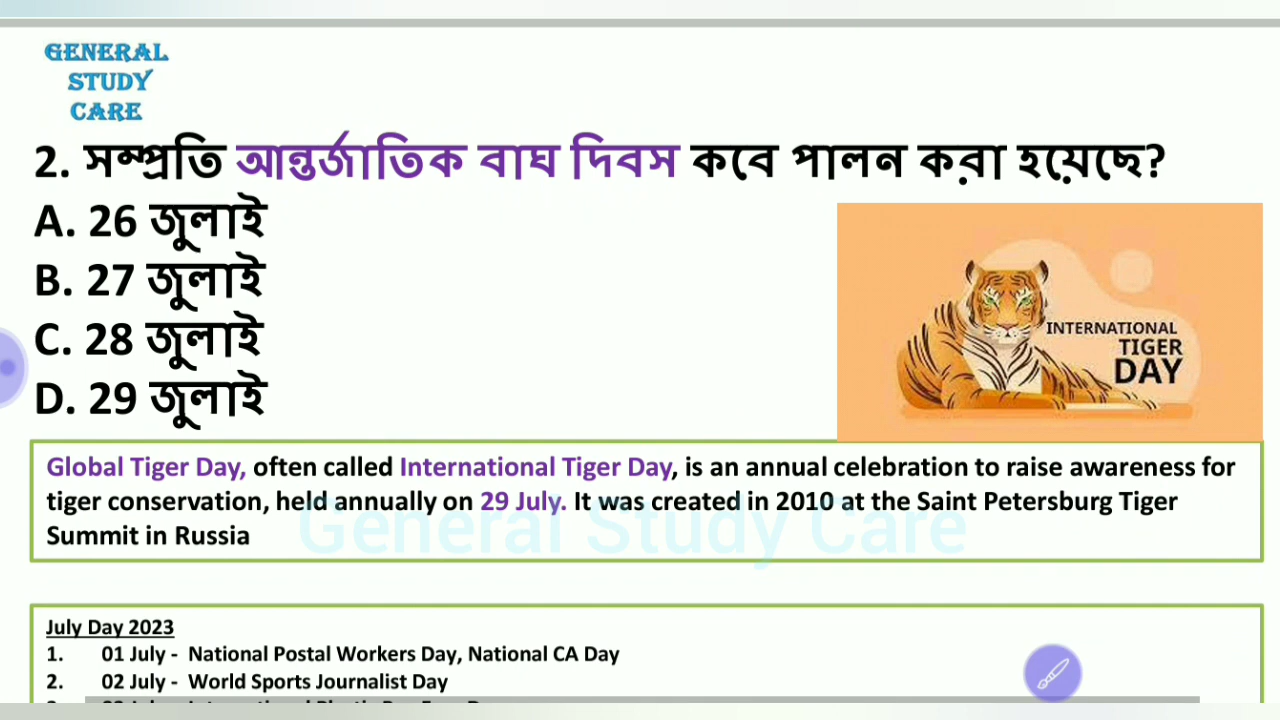 GENERAL
STUDY
CARE
2. সম্প্রতি আন্তর্জাতিক বাঘ দিবস কবে পালন করা হয়েছে?
A. 26 জুলাই
B. 27 জুলাই
C. 28 জুলাই
D. 29 জুলাই
INTERNATIONAL
TIGER
DAY
Global Tiger Day, often called International Tiger Day, is an annual celebration to raise awareness for
tiger conservation, held annually on 29 July. It was created in 2010 at the Saint Petersburg Tiger
Summit in Russia
General Study Care
July Day 2023
1. 01 July - National Postal Workers Day, National CA Day
2. 02 July - World Sports Journalist Day